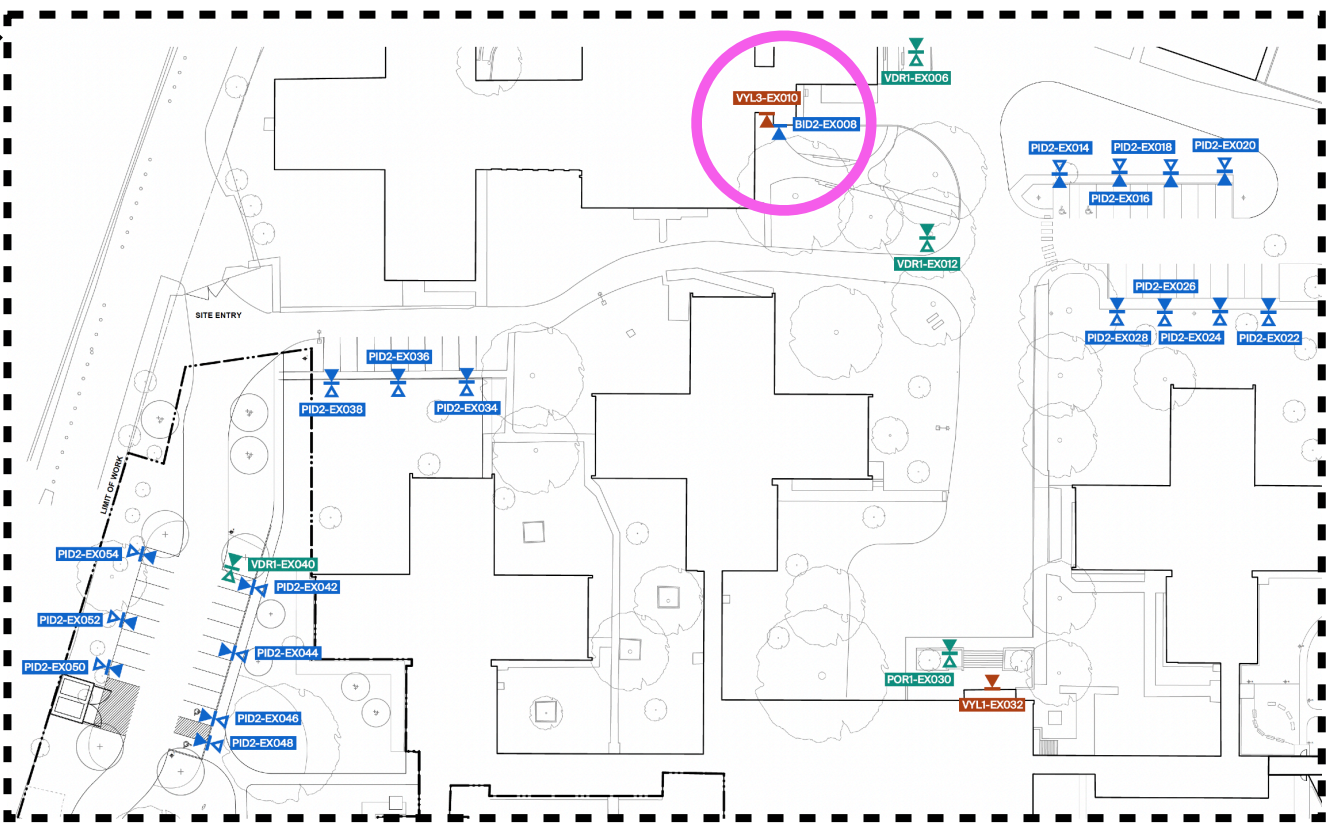 VDR1-EX006
VYL3-EX010
BID2-EX008
PID2-EX014
PID2-EX018
PID2-EX020
PID2-EX016
VDR1-EX012
PID2-EX026
SITE ENTRY
PID2-EX028
PID2-EX024
PID2-EX022
PID2-EX036
PID2-EX038
PID2-EX034
LIMIT OF WORK
PID2-EX054
VDR1-EX040
PID2-EX042
PID2-EX052
PID2-EX044
PID2-EX050
POR1-EX030
VYL1-EX032
PID2-EX046
PID2-EX048